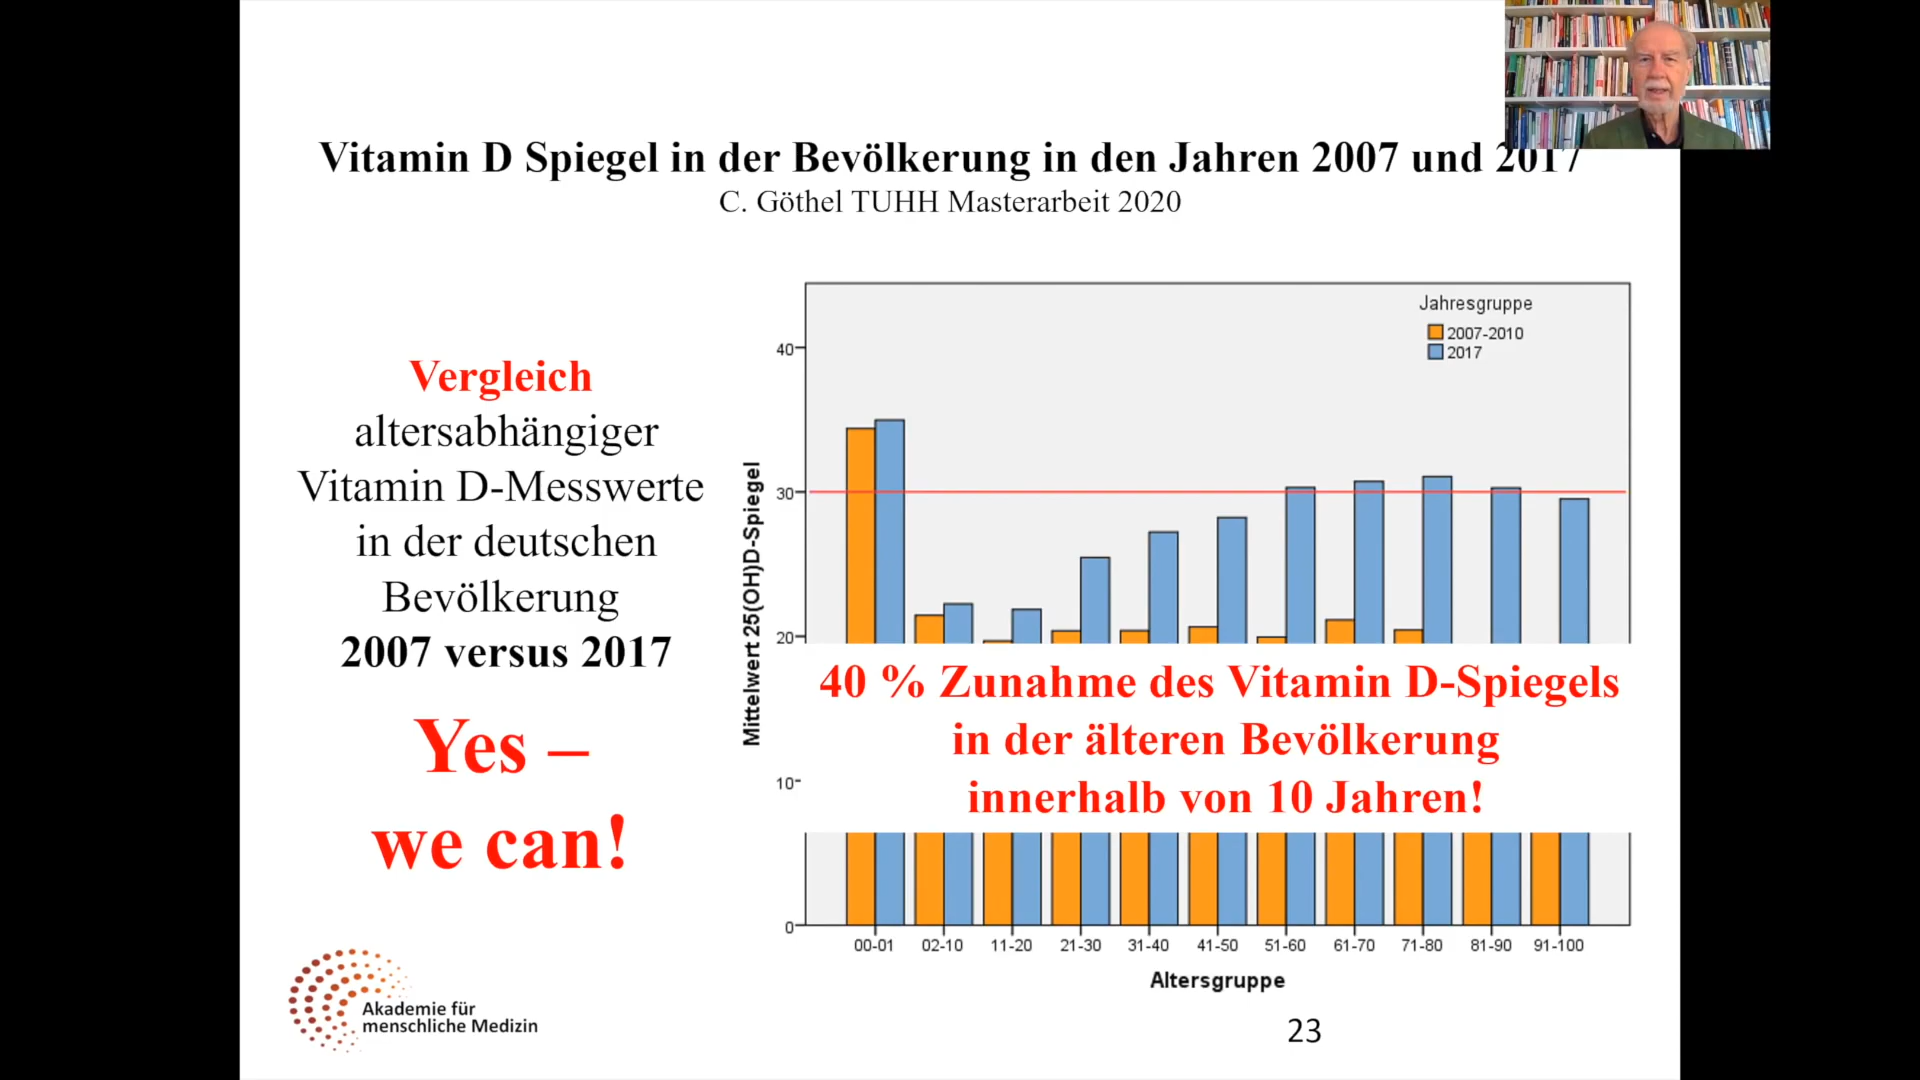 Vitamin D Spiegel in der Bevölkerung in den Jahren 2007 und 2017
C. Göthel TUHH Masterarbeit 2020
Vergleich
altersabhängiger
Vitamin D-Messwerte
in der deutschen
Bevölkerung
2007 versus 2017
Yes –
we can!
Jahresgruppe
2007-2010
2017
Mittelwert 25(OH)D-Spiegel
40
30
20
10
0
40 % Zunahme des Vitamin D-Spiegels
in der älteren Bevölkerung
innerhalb von 10 Jahren!
00-01 02-10 11-20 21-30 31-40 41-50 51-60 61-70 71-80 81-90 91-100
Altersgruppe
Akademie für
menschliche Medizin
23